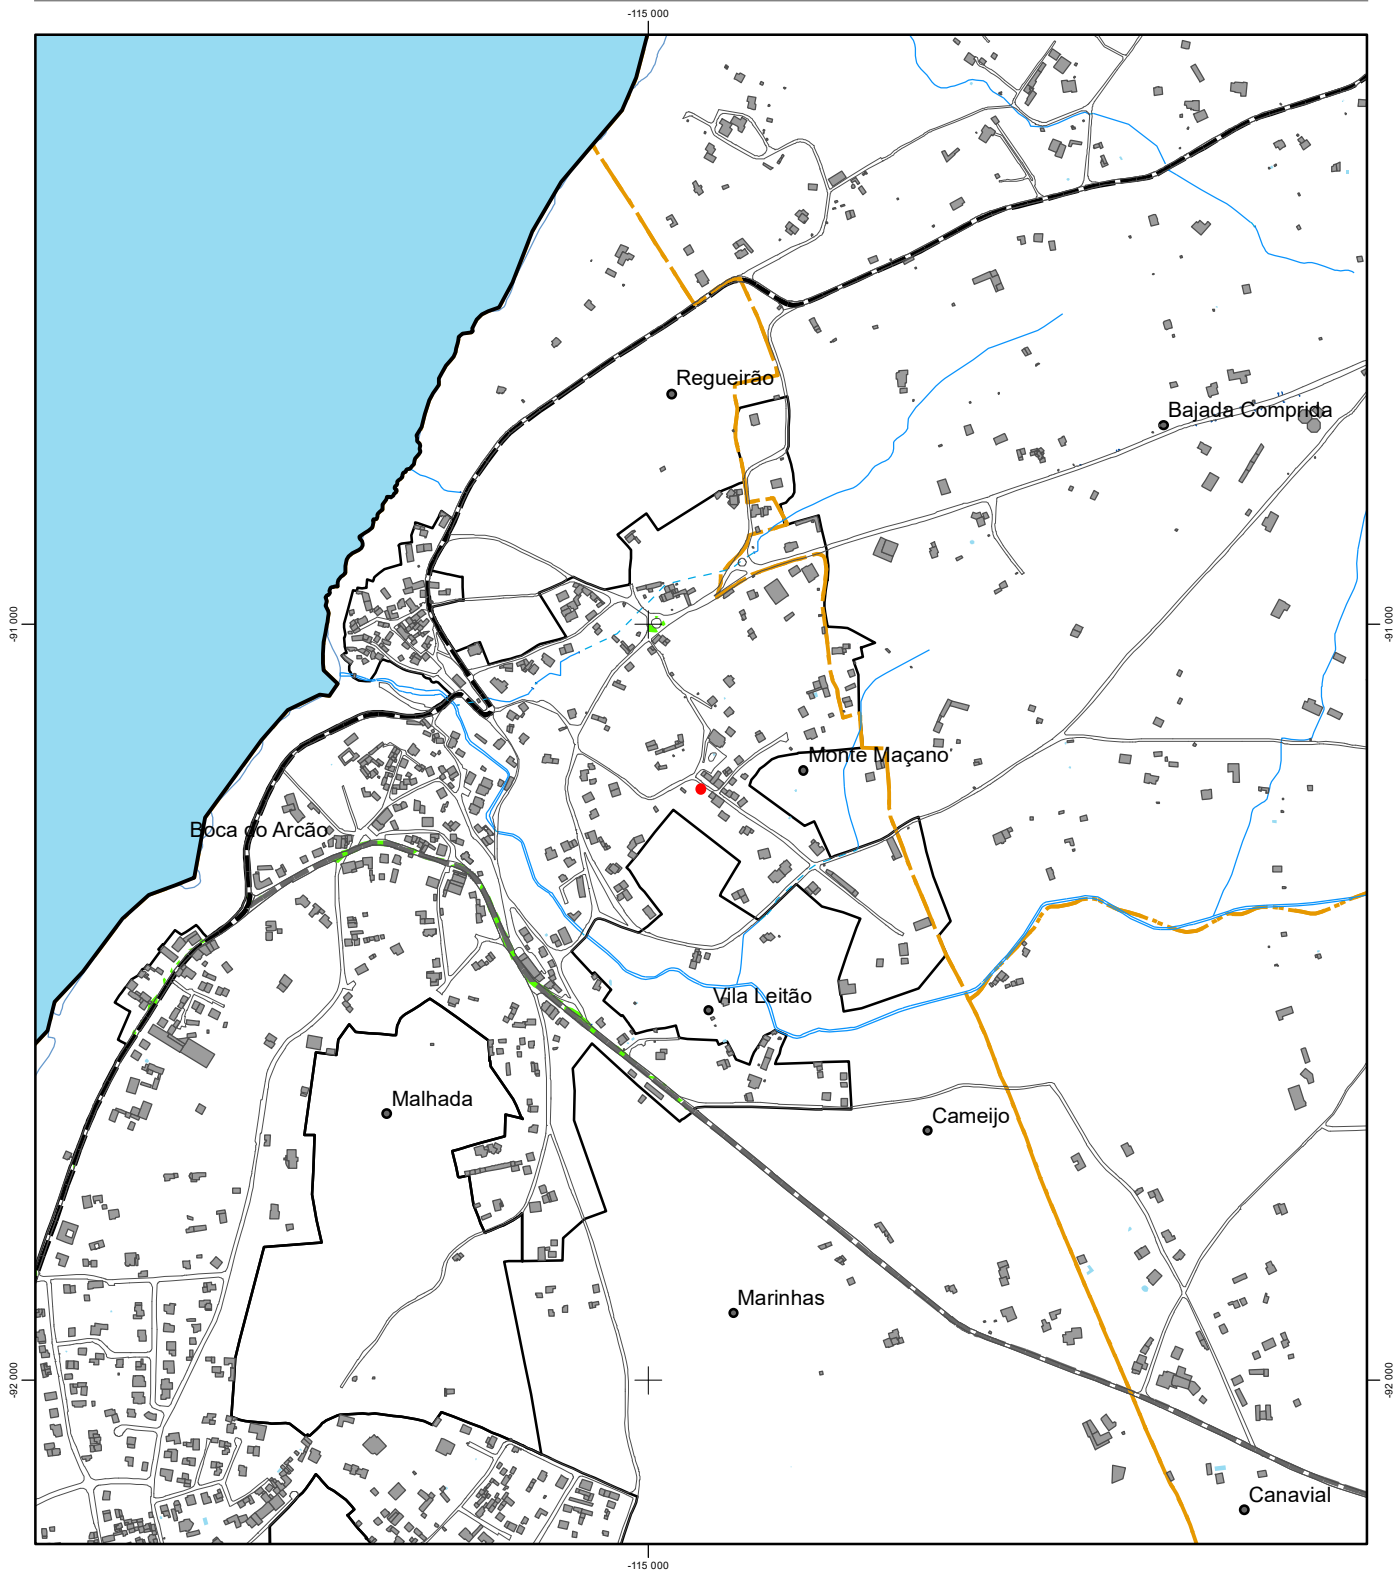 -115 000
Regueirão
Bajada Comprida
-91 000
-91 000
Monte Maçano
Boca do Arcão
Vila Leitão
Malhada
Cameijo
Marinhas
-92 000
-92 000
Canavial
-115 000